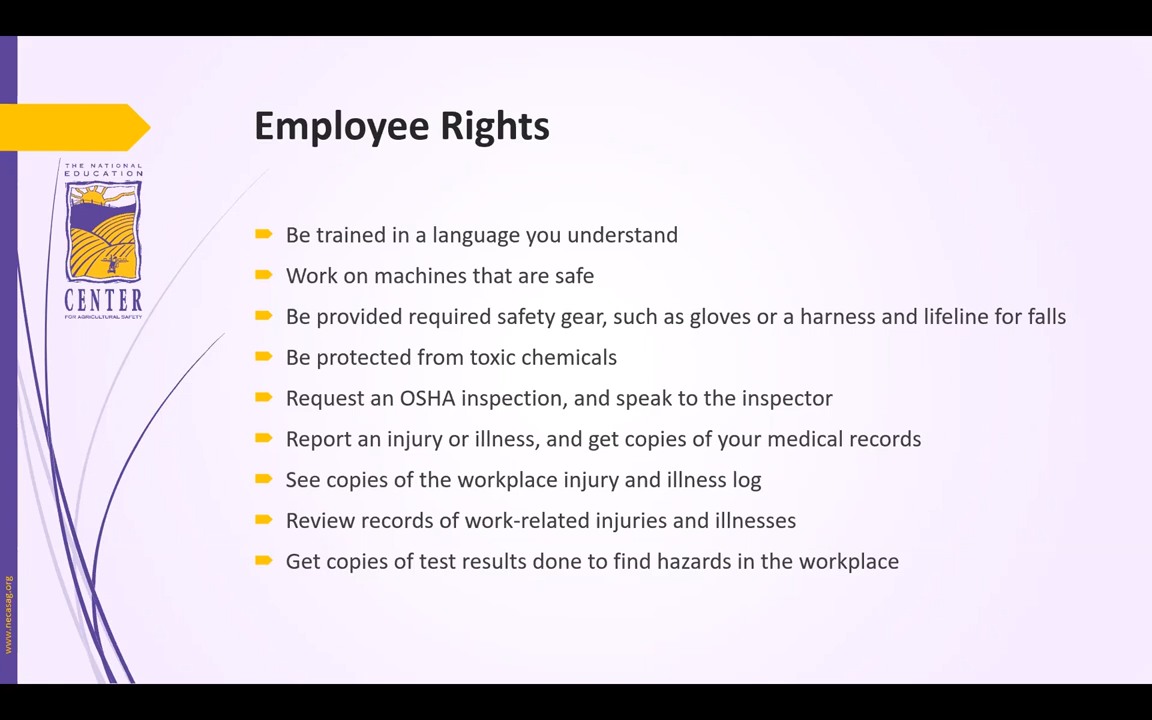 Employee Rights
THE NATIONAL
EDUCATION
CENTER
FOR AGRICULTURAL SAFETY
Be trained in a language you understand
Work on machines that are safe
Be provided required safety gear, such as gloves or a harness and lifeline for falls
Be protected from toxic chemicals
Request an OSHA inspection, and speak to the inspector
Report an injury or illness, and get copies of your medical records
See copies of the workplace injury and illness log
Review records of work-related injuries and illnesses
Get copies of test results done to find hazards in the workplace
www.necasag.org